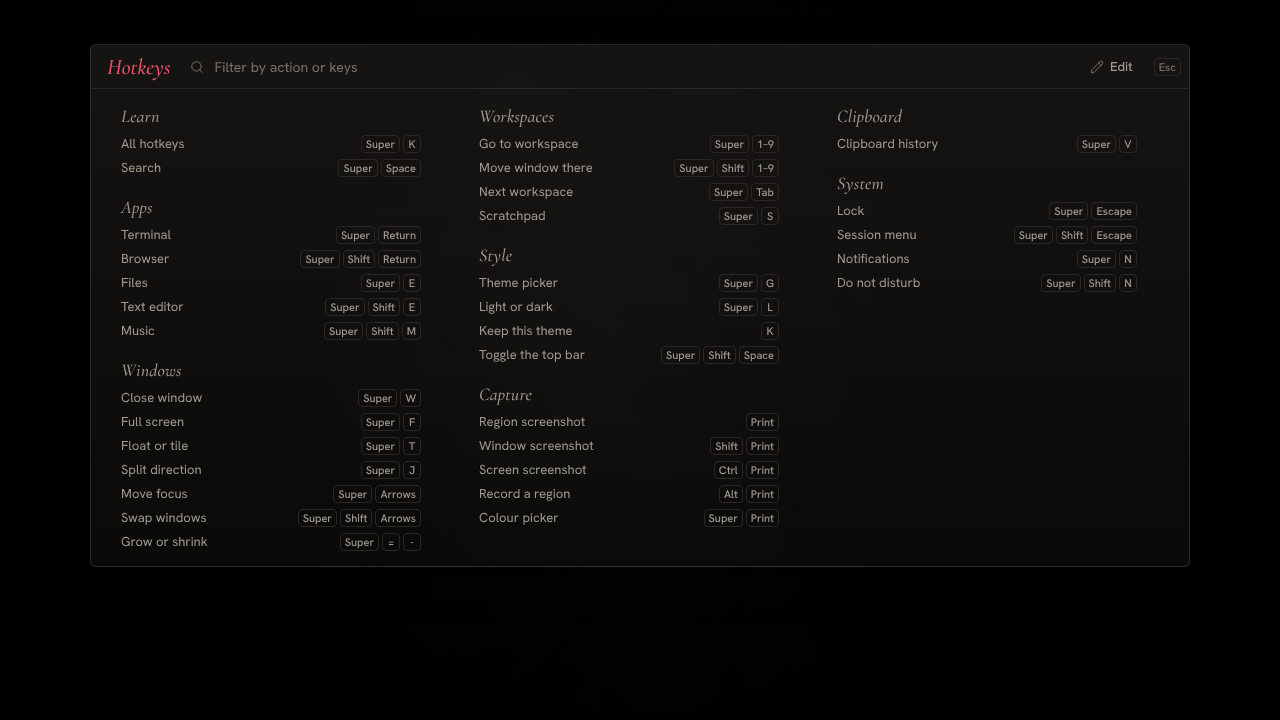 Hotkeys Filter by action or keys Edit Esc
Learn
All hotkeys Super K
Search Super Space
Apps
Terminal Super Return
Browser Super Shift Return
Files Super E
Text editor Super Shift E
Music Super Shift M
Windows
Close window Super W
Full screen Super F
Float or tile Super T
Split direction Super J
Move focus Super Arrows
Swap windows Super Shift Arrows
Grow or shrink Super = -
Workspaces
Go to workspace Super 1–9
Move window there Super Shift 1–9
Next workspace Super Tab
Scratchpad Super S
Style
Theme picker Super G
Light or dark Super L
Keep this theme K
Toggle the top bar Super Shift Space
Capture
Region screenshot Print
Window screenshot Shift Print
Screen screenshot Ctrl Print
Record a region Alt Print
Colour picker Super Print
Clipboard
Clipboard history Super V
System
Lock Super Escape
Session menu Super Shift Escape
Notifications Super N
Do not disturb Super Shift N